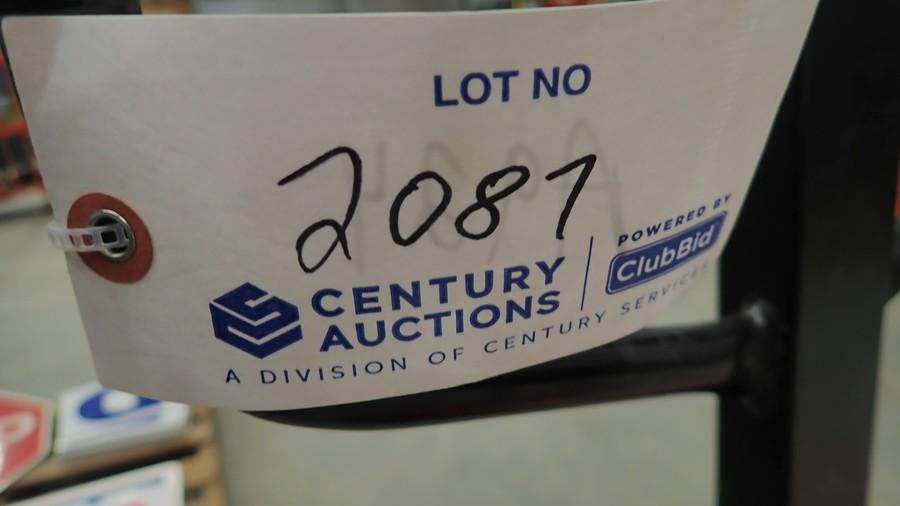 LOT NO
2087
CENTURY AUCTIONS
POWERED BY
ClubBid
A DIVISION OF CENTURY SERVICES